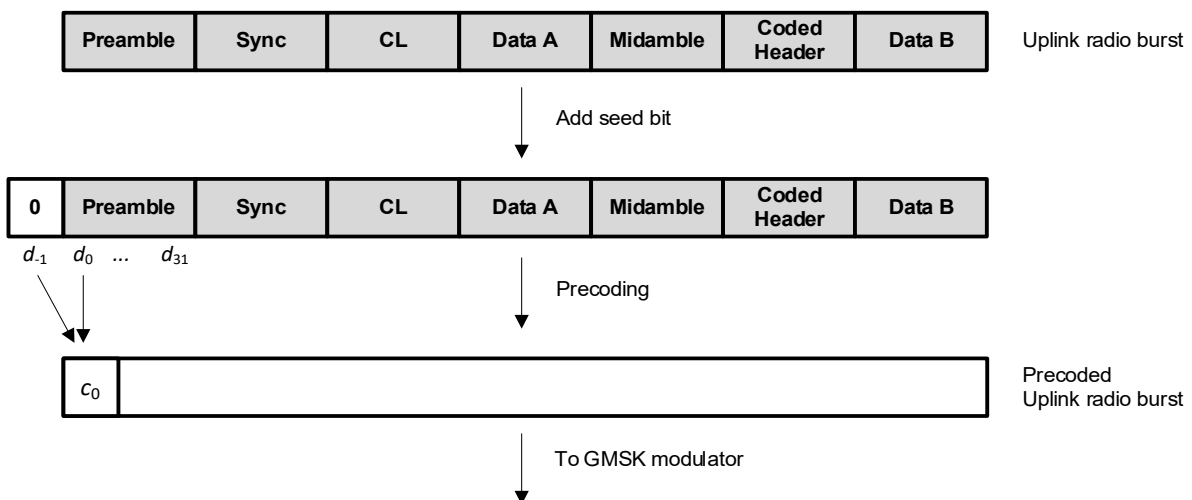 Preamble Sync CL Data A Midamble Coded Header Data B Uplink radio burst
Add seed bit
0 Preamble Sync CL Data A Midamble Coded Header Data B
d-1 d0 ... d31
Precoding
c0
Precoded
Uplink radio burst
To GMSK modulator